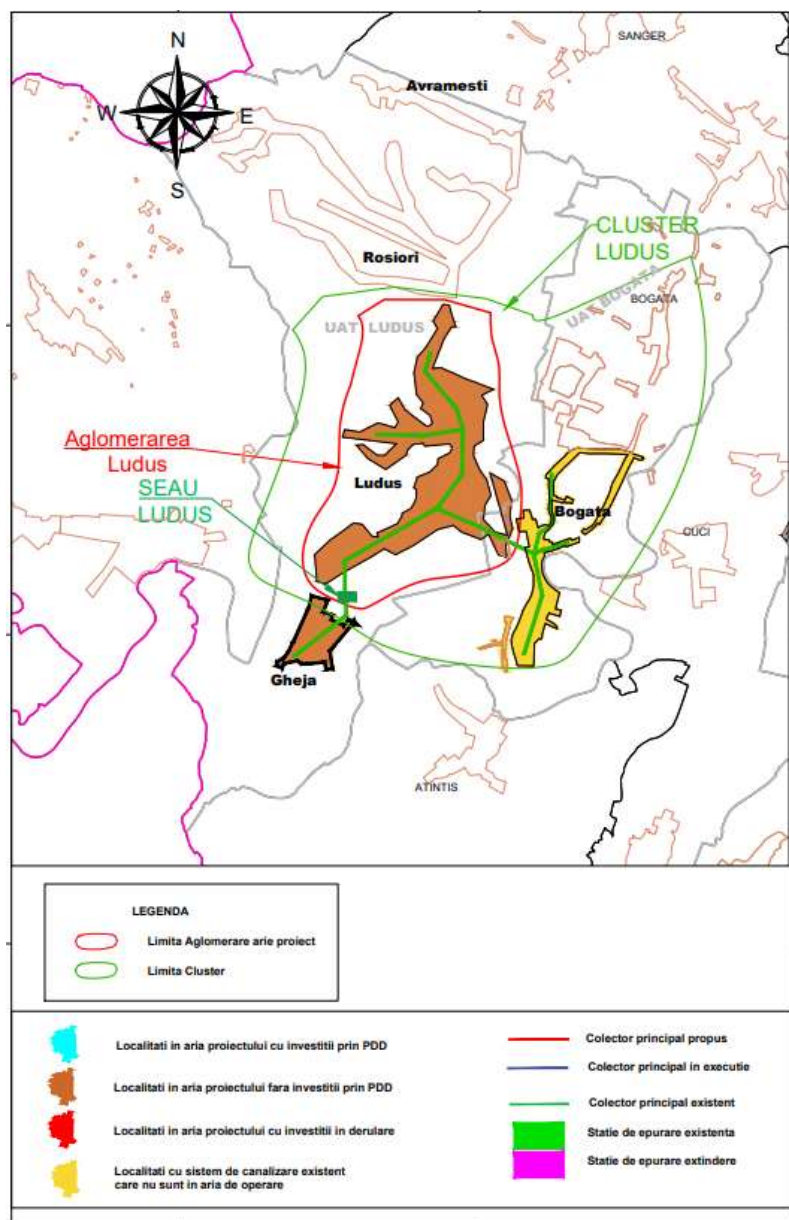 SANGER
N
Avramesti
W
E
S
CLUSTER
LUDUS
Rosiori
UAT BOGATA
BOGATA
UAT LUDUS
Aglomerarea
Ludus
SEAU
LUDUS
Ludus
Bogata
CUCI
Gheja
ATINTIS
LEGENDA
Limita Aglomerare arie proiect
Limita Cluster
Localitati in aria proiectului cu investitii prin PDD
Localitati in aria proiectului fara investitii prin PDD
Localitati in aria proiectului cu investitii in derulare
Localitati cu sistem de canalizare existent
care nu sunt in aria de operare
Colector principal propus
Colector principal in executie
Colector principal existent
Statie de epurare existenta
Statie de epurare extindere